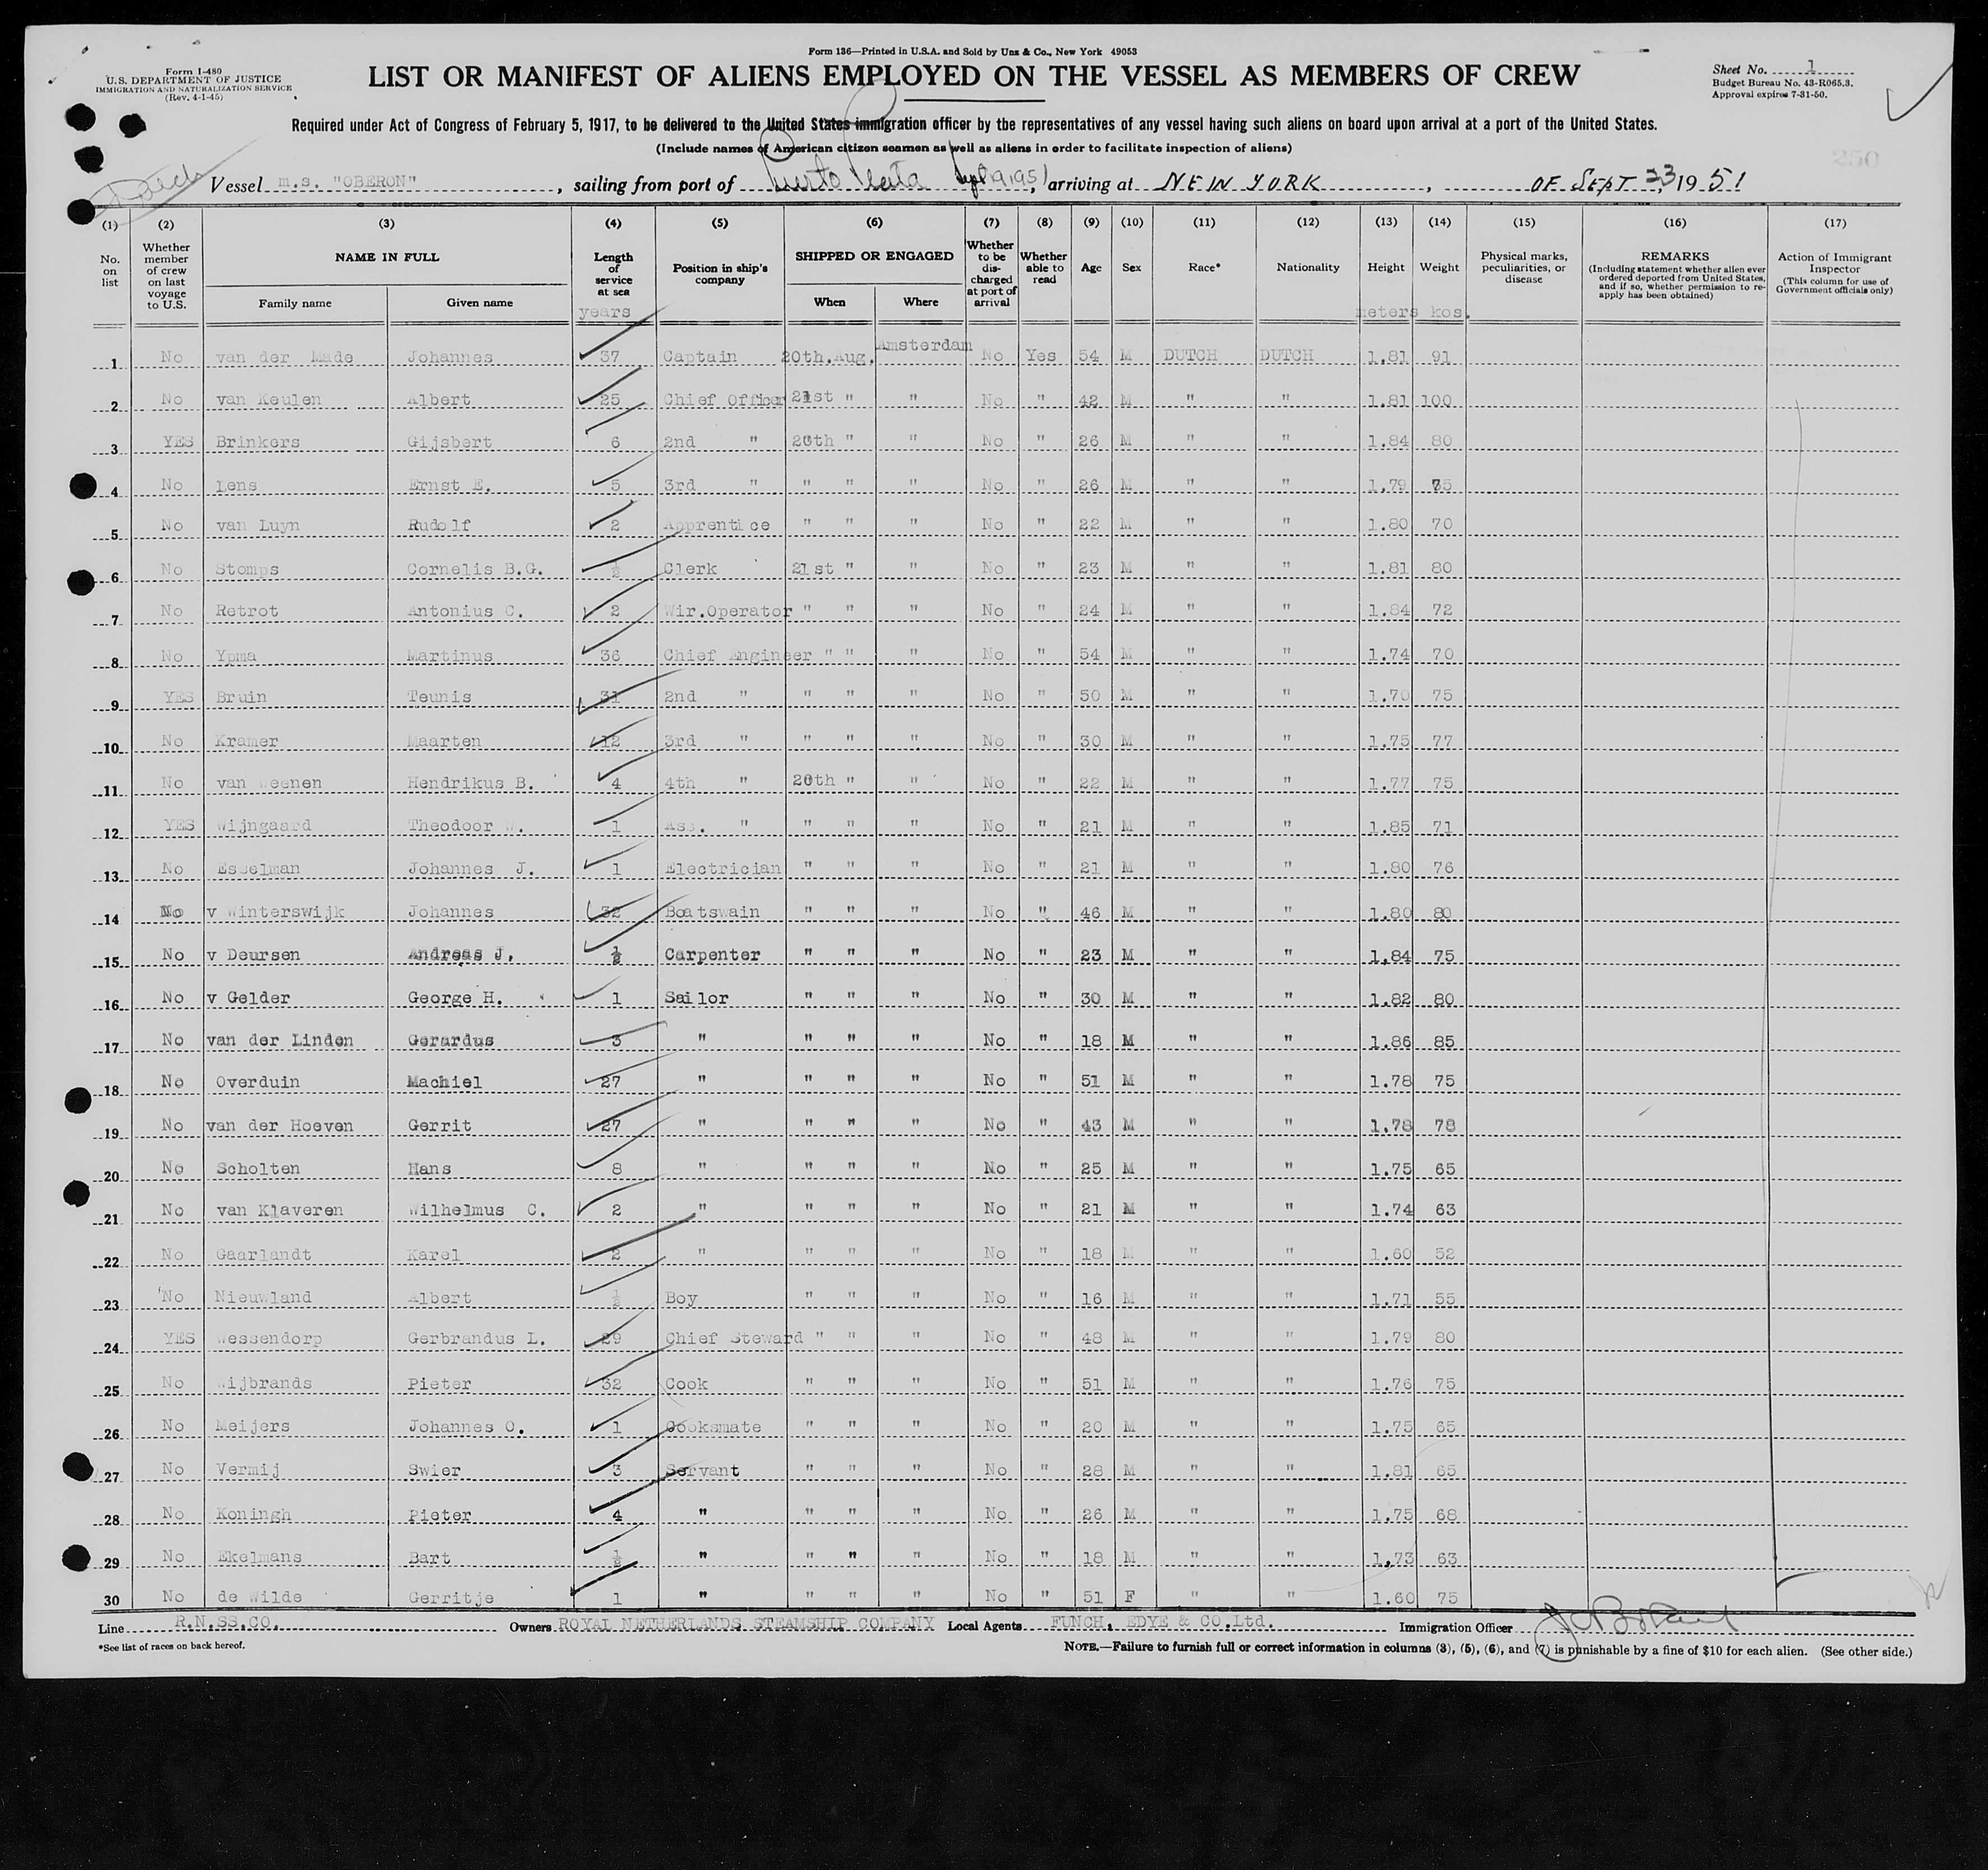 Form 136—Printed in U.S.A. and Sold by Unz & Co., New York 49053
Form I-480
U.S. DEPARTMENT OF JUSTICE
IMMIGRATION AND NATURALIZATION SERVICE
(Rev. 4-1-45)
LIST OR MANIFEST OF ALIENS EMPLOYED ON THE VESSEL AS MEMBERS OF CREW
Sheet No. 1
Budget Bureau No. 43-R065.3.
Approval expires 7-31-50.
Required under Act of Congress of February 5, 1917, to be delivered to the United States immigration officer by the representatives of any vessel having such aliens on board upon arrival at a port of the United States.
(Include names of American citizen seamen as well as aliens in order to facilitate inspection of aliens)
250
Dutch
Vessel m.s. "OBERON", sailing from port of Puerto Plata Sept 19 1951, arriving at NEW YORK, OF SEPT 23, 1951
(1) (2) (3) (4) (5) (6) (7) (8) (9) (10) (11) (12) (13) (14) (15) (16) (17)
No. on list Whether member of crew on last voyage to U.S. NAME IN FULL Family name Given name Length of service at sea Position in ship's company SHIPPED OR ENGAGED When Where Whether to be discharged at port of arrival Whether able to read Age Sex Race* Nationality Height Weight Physical marks, peculiarities, or disease REMARKS (Including statement whether alien ever ordered deported from United States, and if so, whether permission to reapply has been obtained) Action of Immigrant Inspector (This column for use of Government officials only)
years meters kos.
1 No van der Made Johannes 37 Captain 20th.Aug. Amsterdam No Yes 54 M DUTCH DUTCH 1.81 91
2 No van Keulen Albert 25 Chief Officer 21st " " No " 42 M " " 1.81 100
3 YES Brinkers Gijsbert 6 2nd " 20th " " No " 26 M " " 1.84 80
4 No Lens Ernst E. 5 3rd " " " " No " 26 M " " 1.79 75
5 No van Luyn Rudolf 2 Apprentice " " " No " 22 M " " 1.80 70
6 No Stomps Cornelis B.G. ½ Clerk 21st " " No " 23 M " " 1.81 80
7 No Retrot Antonius C. 2 Wir.Operator " " " No " 24 M " " 1.84 72
8 No Ypma Martinus 36 Chief Engineer " " " No " 54 M " " 1.74 70
9 YES Bruin Teunis 31 2nd " " " " No " 50 M " " 1.70 75
10 No Kramer Maarten 12 3rd " " " " No " 30 M " " 1.75 77
11 No van Weenen Hendrikus B. 4 4th " 20th " " No " 22 M " " 1.77 75
12 YES Wijngaard Theodoor W. 1 Ass. " " " " No " 21 M " " 1.85 71
13 No Esselman Johannes J. 1 Electrician " " " No " 21 M " " 1.80 76
14 No v Winterswijk Johannes 32 Boatswain " " " No " 46 M " " 1.80 80
15 No v Deursen Andreas J. ½ Carpenter " " " No " 23 M " " 1.84 75
16 No v Gelder George H. 1 Sailor " " " No " 30 M " " 1.82 80
17 No van der Linden Gerardus 3 " " " " No " 18 M " " 1.86 85
18 No Overduin Machiel 27 " " " " No " 51 M " " 1.78 75
19 No van der Hoeven Gerrit 27 " " " " No " 43 M " " 1.78 78
20 No Scholten Hans 8 " " " " No " 25 M " " 1.75 65
21 No van Klaveren Wilhelmus C. 2 " " " " No " 21 M " " 1.74 63
22 No Gaarlandt Karel 2 " " " " No " 18 M " " 1.60 52
23 No Nieuwland Albert ½ Boy " " " No " 16 M " " 1.71 55
24 YES Wessendorp Gerbrandus L. 29 Chief Steward " " " No " 48 M " " 1.79 80
25 No Wijbrands Pieter 32 Cook " " " No " 51 M " " 1.76 75
26 No Meijers Johannes O. 1 Cooksmate " " " No " 20 M " " 1.75 65
27 No Vermij Swier 3 Servant " " " No " 28 M " " 1.81 65
28 No Koningh Pieter 4 " " " " No " 26 M " " 1.75 68
29 No Ekelmans Bart ½ " " " " No " 18 M " " 1.73 63
30 No de Wilde Gerritje 1 " " " " No " 51 F " " 1.60 75
Line R.N.SS.CO. Owners ROYAL NETHERLANDS STEAMSHIP COMPANY Local Agents FUNCH, EDYE & CO.Ltd. Immigration Officer
*See list of races on back hereof.
NOTE.—Failure to furnish full or correct information in columns (3), (5), (6), and (7) is punishable by a fine of $10 for each alien. (See other side.)